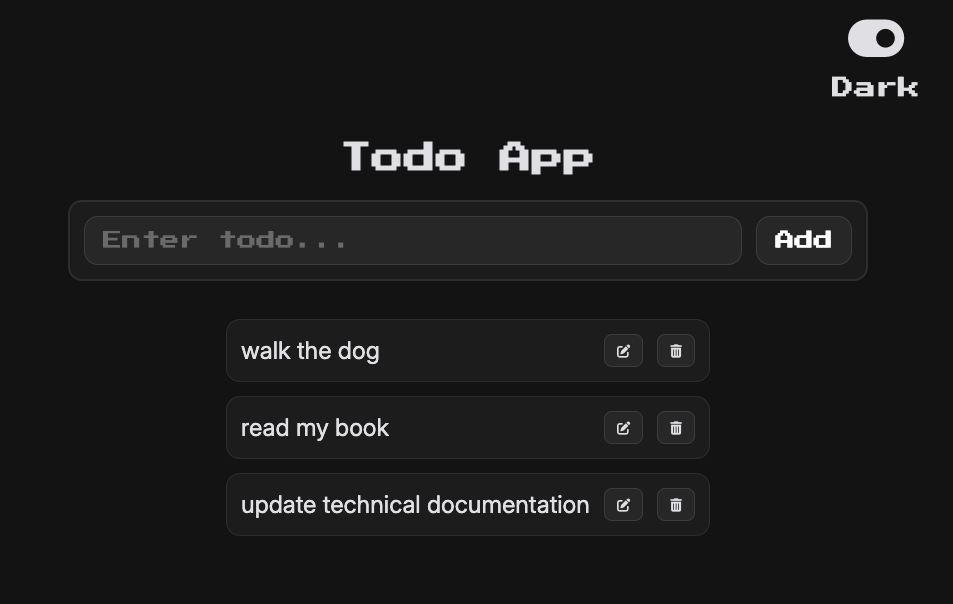 Dark
Todo App
Enter todo...
Add
walk the dog
read my book
update technical documentation